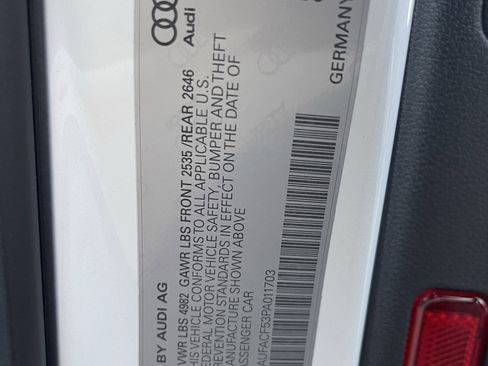 BY AUDI AG
GERMANY
Audi
VWR LBS 4982 GAWR LBS FRONT 2535 /REAR 2646
THIS VEHICLE CONFORMS TO ALL APPLICABLE U.S.
FEDERAL MOTOR VEHICLE SAFETY, BUMPER AND THEFT
PREVENTION STANDARDS IN EFFECT ON THE DATE OF
MANUFACTURE SHOWN ABOVE
PASSENGER CAR
AUFACF53PA011703